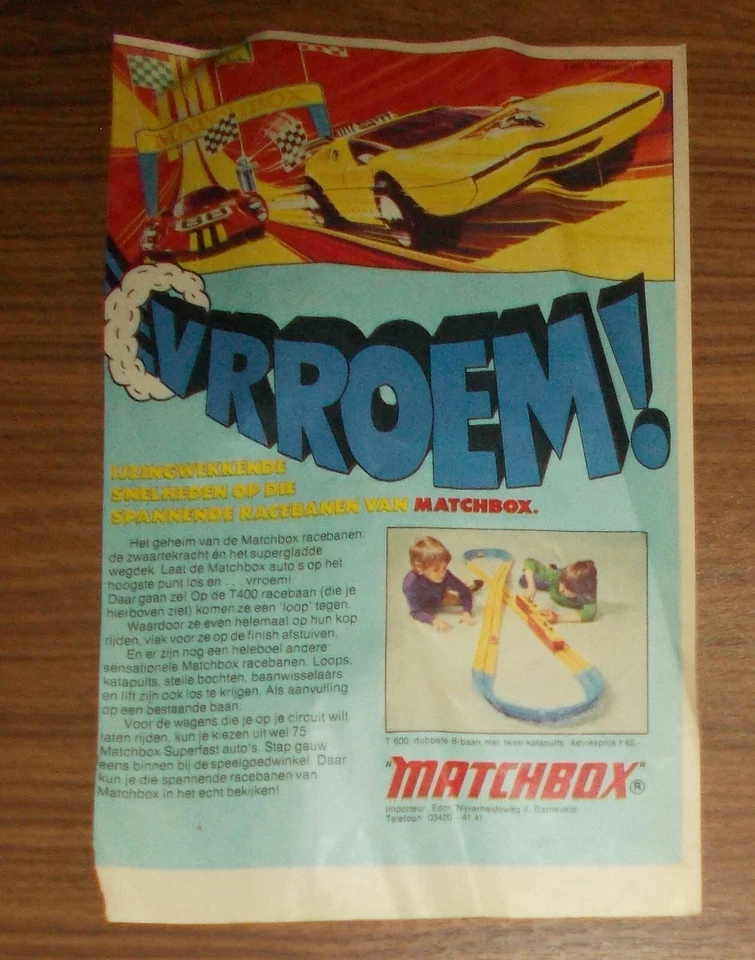 MATCHBOX
VRROEM!
IJZINGWEKKENDE
SNELHEDEN OP DIE
SPANNENDE RACEBANEN VAN MATCHBOX.
Het geheim van de Matchbox racebanen:
de zwaartekracht én het supergladde
wegdek. Laat de Matchbox auto's op het
hoogste punt los en . . . vrroem!
Daar gaan ze! Op de T400 racebaan (die je
hierboven ziet) komen ze een 'loop' tegen.
Waardoor ze even helemaal op hun kop
rijden, vlak voor ze op de finish afstuiven.
En er zijn nog een heleboel andere
sensationele Matchbox racebanen. Loops,
katapults, steile bochten, baanwisselaars
en lift zijn ook los te krijgen. Als aanvulling
op een bestaande baan.
Voor de wagens die je op je circuit wilt
laten rijden, kun je kiezen uit wel 75
Matchbox Superfast auto's. Stap gauw
eens binnen bij de speelgoedwinkel. Daar
kun je die spannende racebanen van
Matchbox in het echt bekijken!
T 600, dubbele 8-baan met twee katapults. Adviesprijs f 65,-
"MATCHBOX"®
Importeur: Edor, Nijverheidsweg Barneveld
Telefoon: 03420 - 41 41